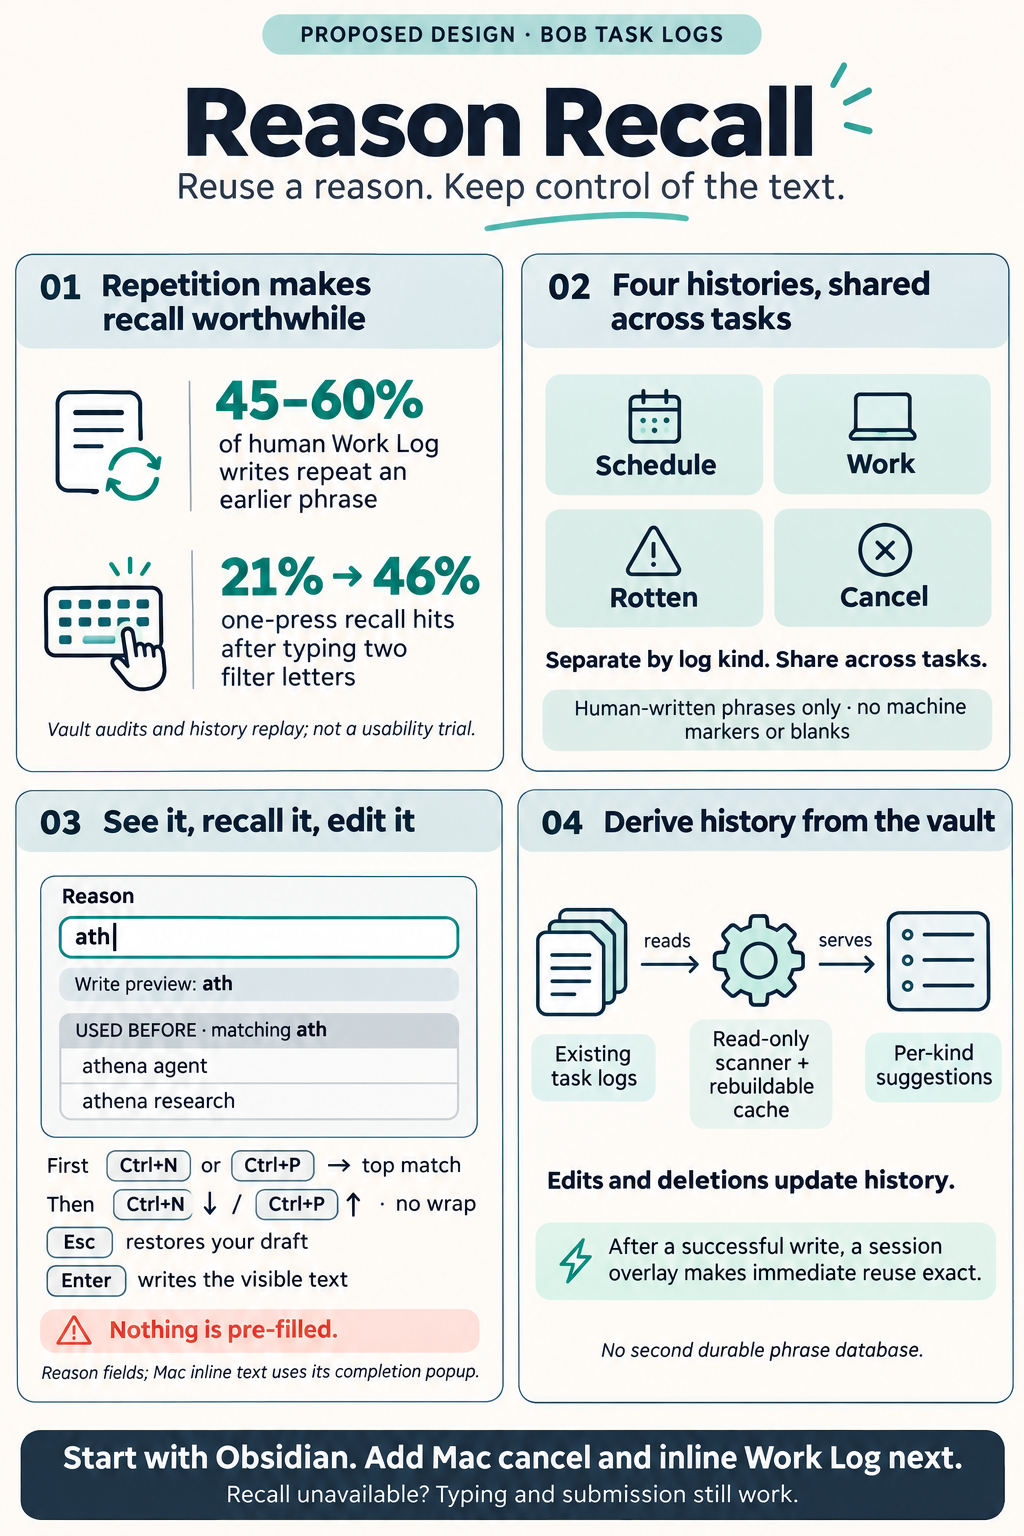 PROPOSED DESIGN · BOB TASK LOGS
Reason Recall
Reuse a reason. Keep control of the text.
01 Repetition makes
recall worthwhile
45–60%
of human Work Log
writes repeat an
earlier phrase
21% → 46%
one-press recall hits
after typing two
filter letters
Vault audits and history replay; not a usability trial.
02 Four histories, shared
across tasks
Schedule
Work
Rotten
Cancel
Separate by log kind. Share across tasks.
Human-written phrases only · no machine
markers or blanks
03 See it, recall it, edit it
Reason
ath
Write preview: ath
USED BEFORE · matching ath
athena agent
athena research
First Ctrl+N or Ctrl+P → top match
Then Ctrl+N ↓ / Ctrl+P ↑ · no wrap
Esc restores your draft
Enter writes the visible text
Nothing is pre-filled.
Reason fields; Mac inline text uses its completion popup.
04 Derive history from the vault
reads
serves
Existing
task logs
Read-only
scanner +
rebuildable
cache
Per-kind
suggestions
Edits and deletions update history.
After a successful write, a session
overlay makes immediate reuse exact.
No second durable phrase database.
Start with Obsidian. Add Mac cancel and inline Work Log next.
Recall unavailable? Typing and submission still work.